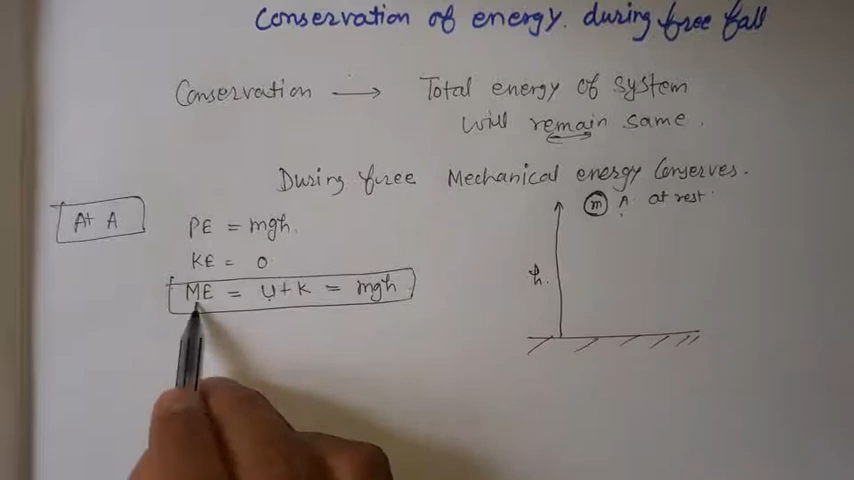 Conservation of energy. during free fall
Conservation → Total energy of system
will remain same.
During free Mechanical energy Conserves.
At A
PE = mgh.
KE = 0
ME = U+K = mgh
m A at rest
h.